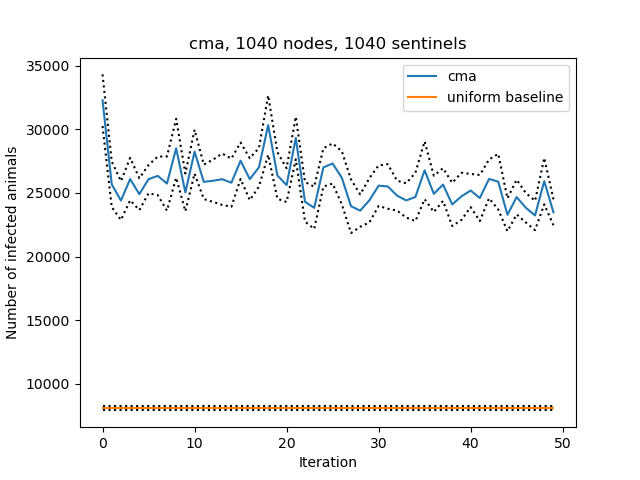 cma, 1040 nodes, 1040 sentinels
35000
30000
25000
20000
15000
10000
Number of infected animals
cma
uniform baseline
0
10
20
30
40
50
Iteration